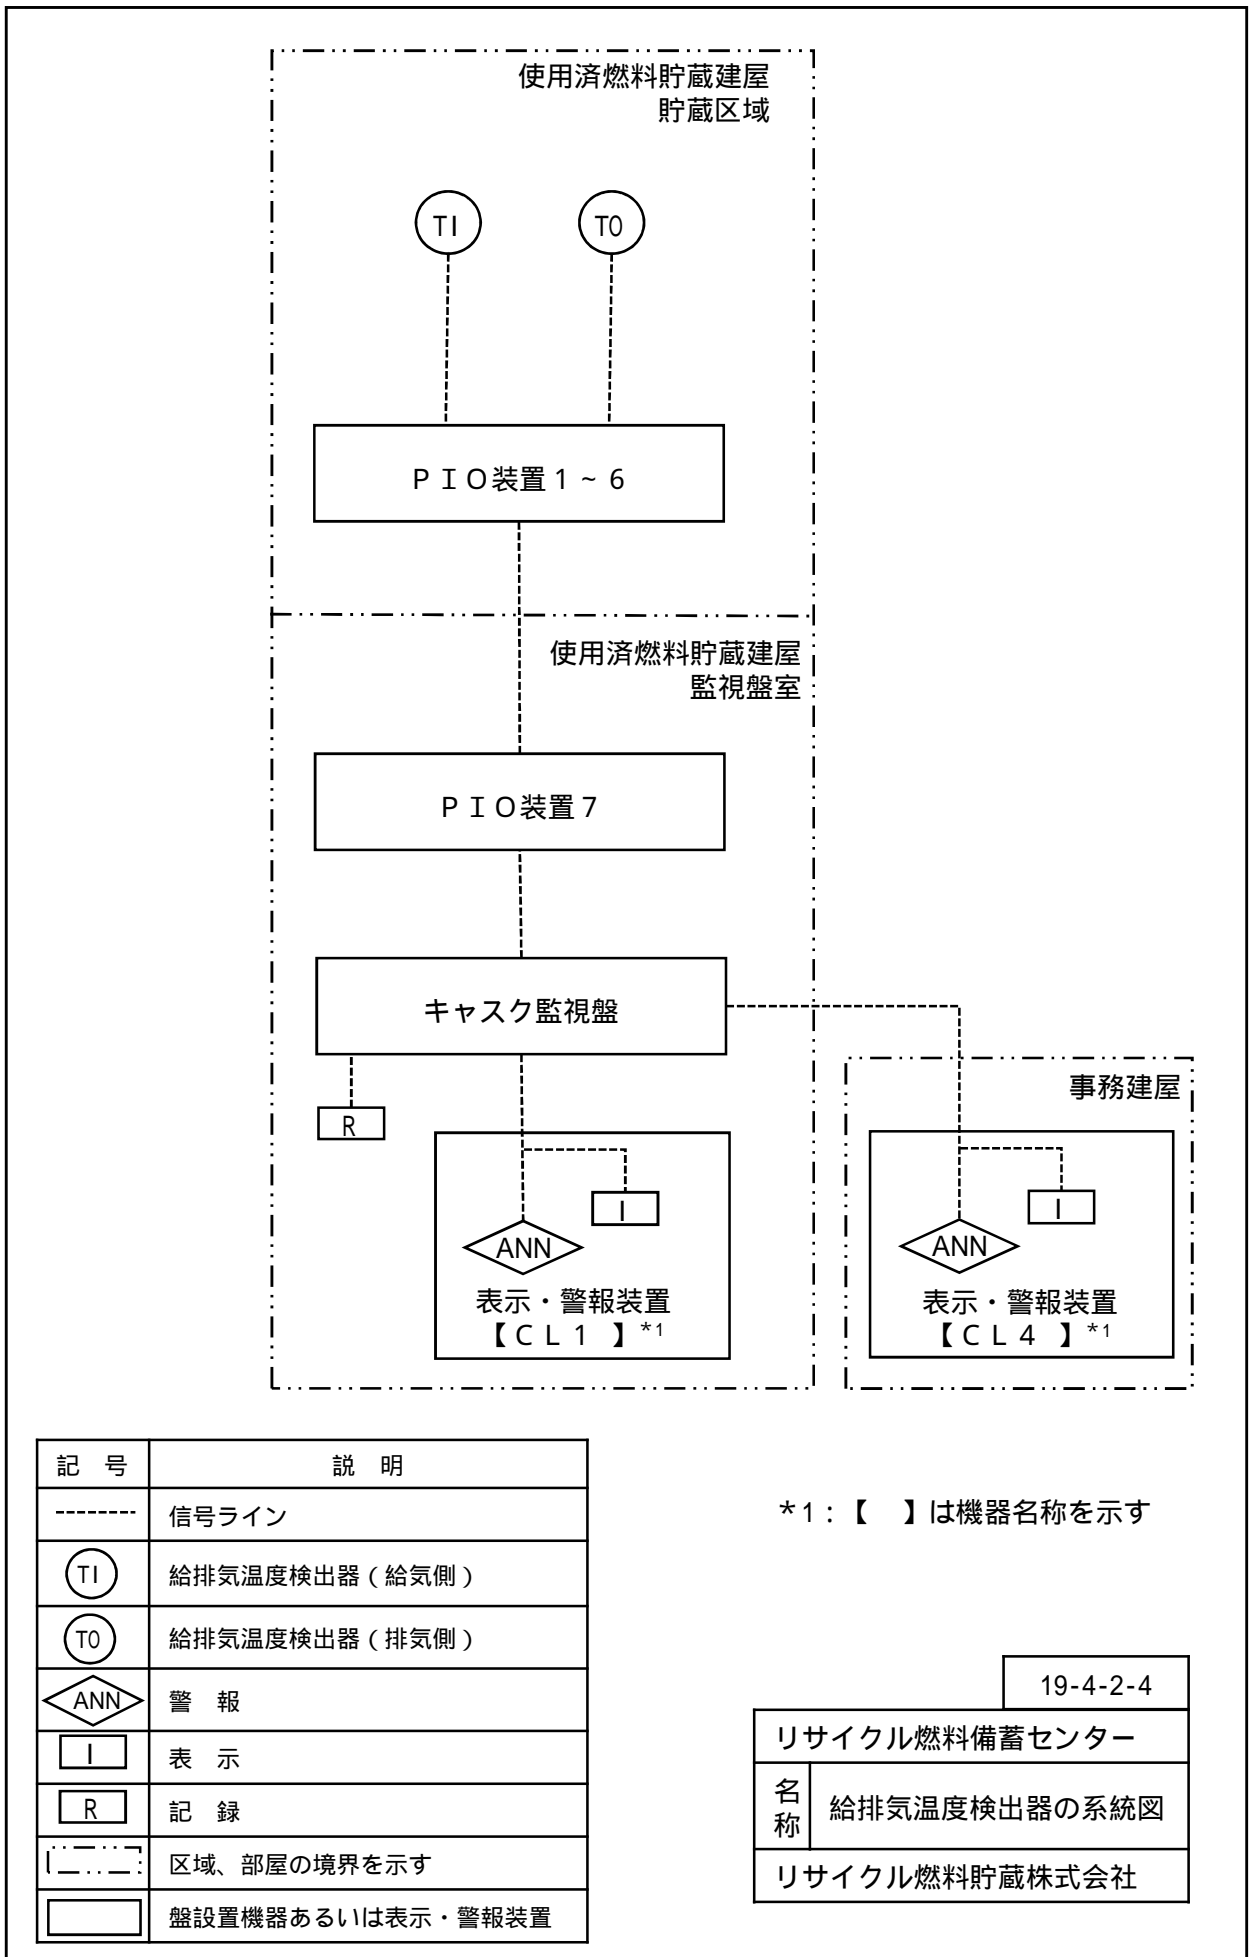 使用済燃料貯蔵建屋
貯蔵区域
TI
TO
ＰＩＯ装置１～６
使用済燃料貯蔵建屋
監視盤室
ＰＩＯ装置７
キャスク監視盤
R
I
ANN
表示・警報装置
【ＣＬ１】*1
事務建屋
I
ANN
表示・警報装置
【ＣＬ４】*1
記 号 説 明
信号ライン
TI 給排気温度検出器（給気側）
TO 給排気温度検出器（排気側）
ANN 警 報
I 表 示
R 記 録
区域、部屋の境界を示す
盤設置機器あるいは表示・警報装置
*1：【 】は機器名称を示す
19-4-2-4
リサイクル燃料備蓄センター
名称 給排気温度検出器の系統図
リサイクル燃料貯蔵株式会社